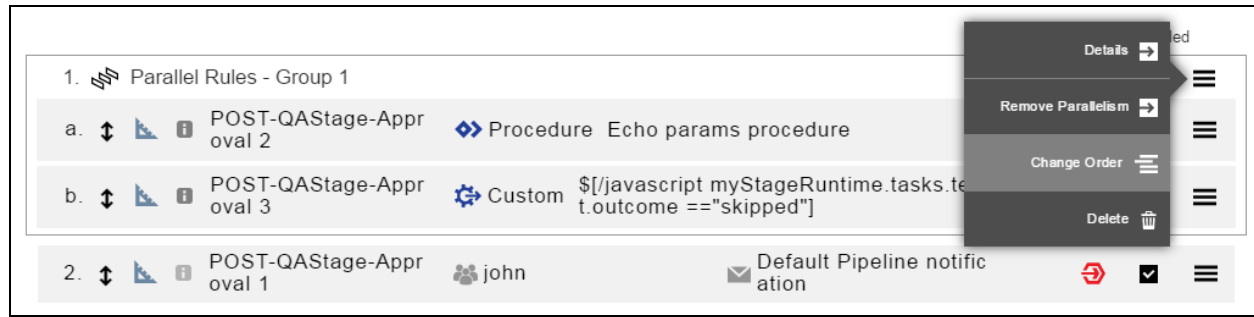 led
Details
1. Parallel Rules - Group 1
Remove Parallelism
a. POST-QAStage-Appr
oval 2
Procedure Echo params procedure
Change Order
b. POST-QAStage-Appr
oval 3
Custom
$[/javascript myStageRuntime.tasks.te
t.outcome =="skipped"]
Delete
2. POST-QAStage-Appr
oval 1
john
Default Pipeline notific
ation